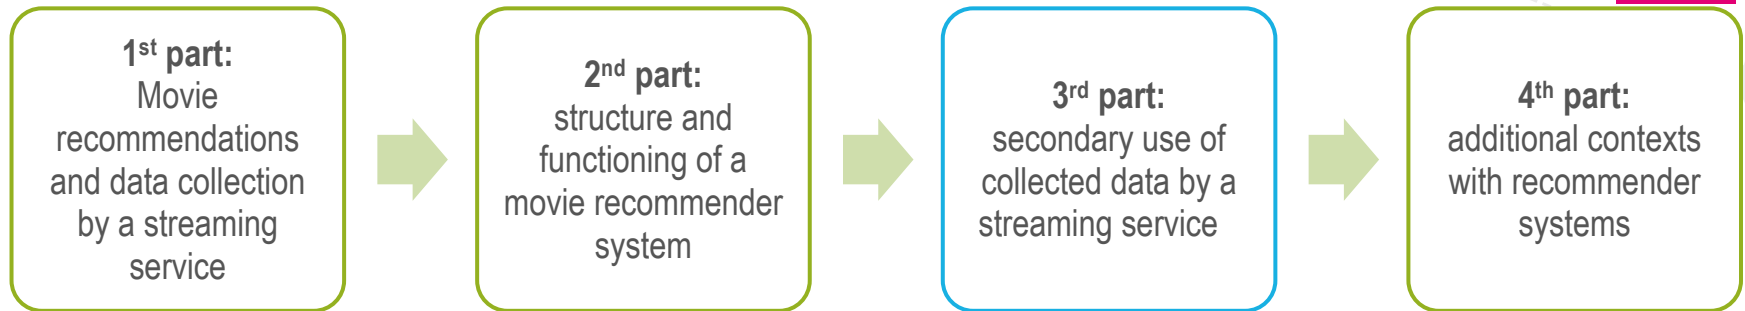 1st part:
Movie
recommendations
and data collection
by a streaming
service
2nd part:
structure and
functioning of a
movie recommender
system
3rd part:
secondary use of
collected data by a
streaming service
4th part:
additional contexts
with recommender
systems